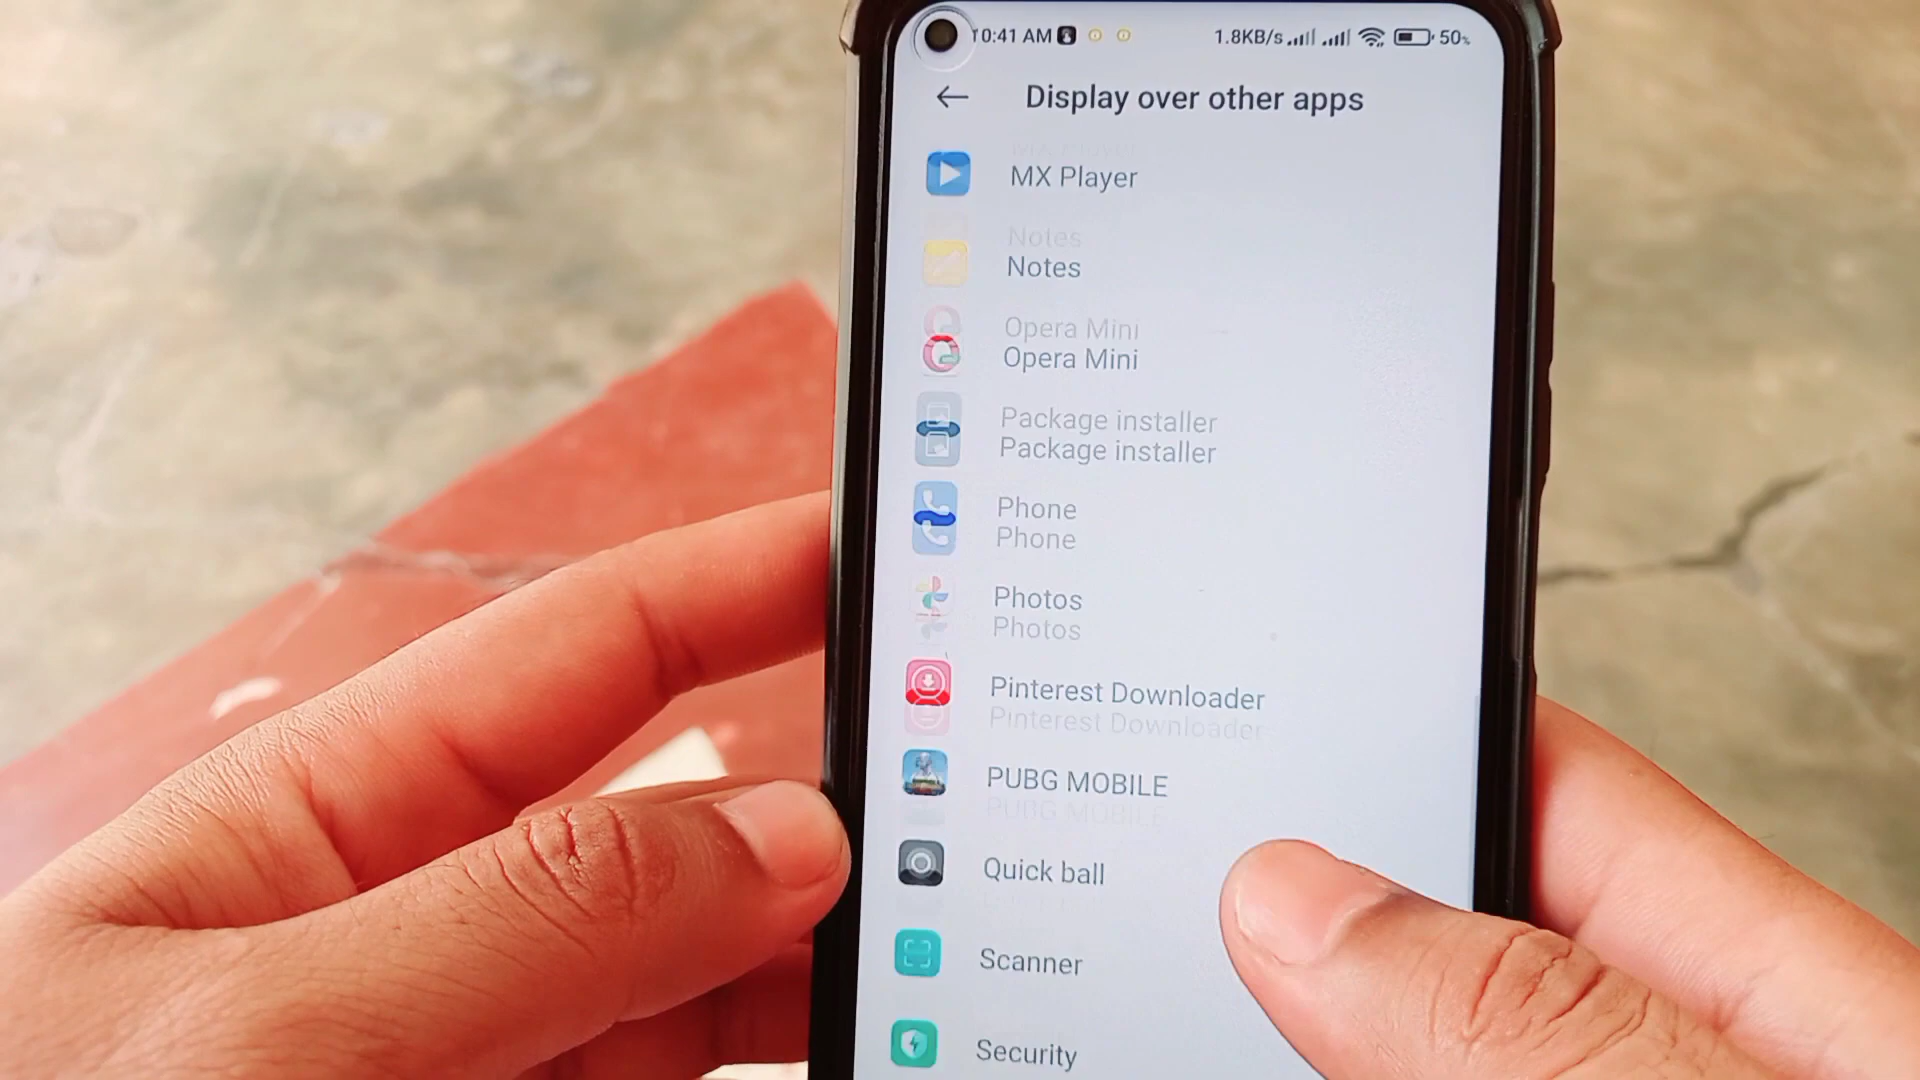 10:41 AM 1.8KB/s 50%
Display over other apps
MX Player
Notes
Notes
Opera Mini
Opera Mini
Package installer
Package installer
Phone
Phone
Photos
Photos
Pinterest Downloader
Pinterest Downloader
PUBG MOBILE
PUBG MOBILE
Quick ball
Scanner
Security